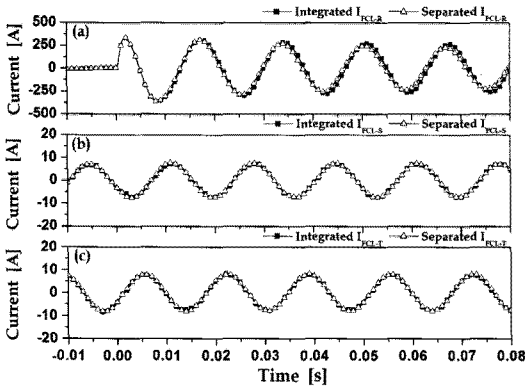 Integrated I_FCL-R Separated I_FCL-R
(a)
Current [A]
500
250
0
-250
-500
Integrated I_FCL-S Separated I_FCL-S
(b)
Current [A]
20
10
0
-10
-20
Integrated I_FCL-T Separated I_FCL-T
(c)
Current [A]
20
10
0
-10
-20
-0.01 0.00 0.01 0.02 0.03 0.04 0.05 0.06 0.07 0.08
Time [s]